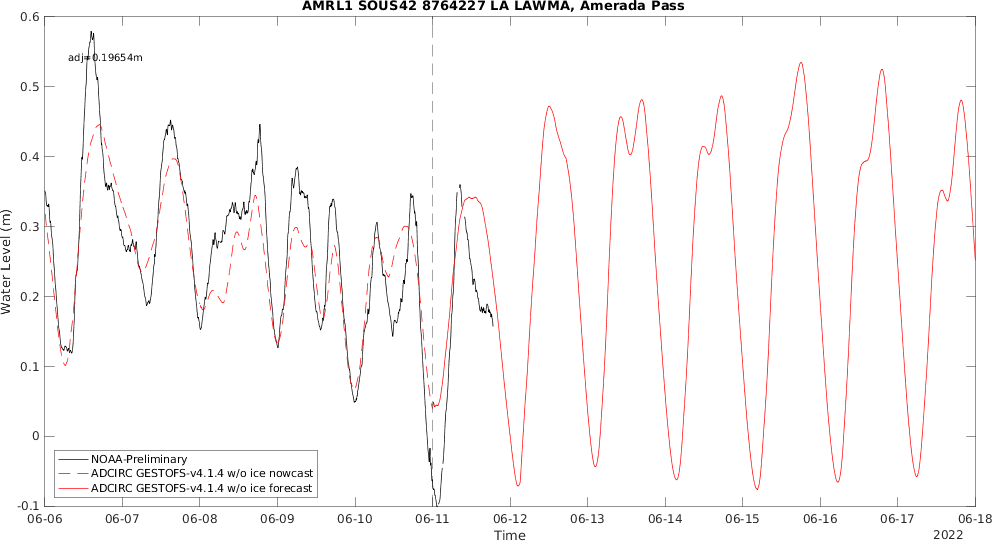 AMRL1 SOUS42 8764227 LA LAWMA, Amerada Pass
0.6
adj=0.19654m
0.5
0.4
0.3
Water Level (m)
0.2
0.1
0
NOAA-Preliminary
ADCIRC GESTOFS-v4.1.4 w/o ice nowcast
ADCIRC GESTOFS-v4.1.4 w/o ice forecast
-0.1
06-06 06-07 06-08 06-09 06-10 06-11 06-12 06-13 06-14 06-15 06-16 06-17 06-18
Time
2022